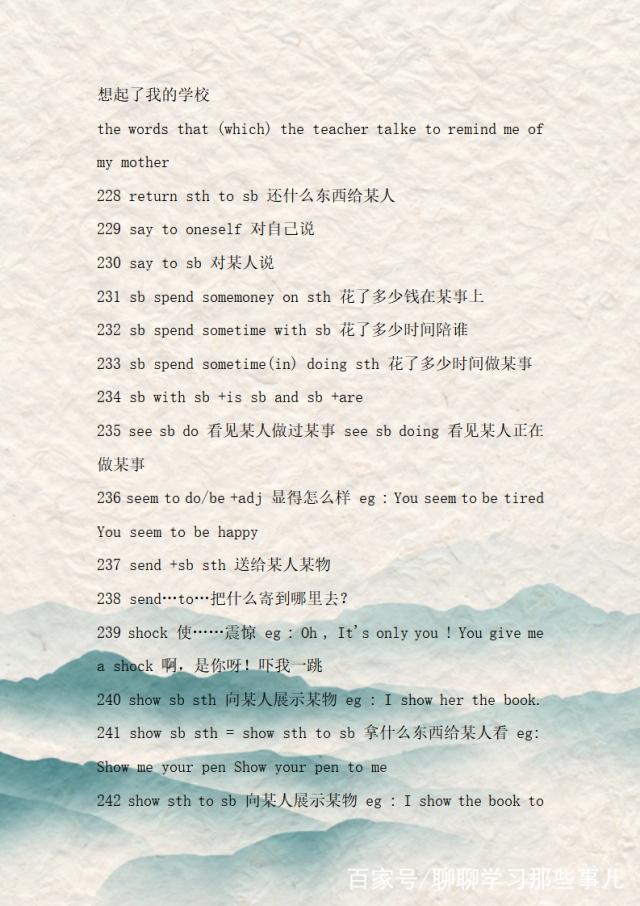 想起了我的学校
the words that (which) the teacher talke to remind me of
my mother
228 return sth to sb 还什么东西给某人
229 say to oneself 对自己说
230 say to sb 对某人说
231 sb spend somemoney on sth 花了多少钱在某事上
232 sb spend sometime with sb 花了多少时间陪谁
233 sb spend sometime(in) doing sth 花了多少时间做某事
234 sb with sb +is sb and sb +are
235 see sb do 看见某人做过某事 see sb doing 看见某人正在
做某事
236 seem to do/be +adj 显得怎么样 eg : You seem to be tired
You seem to be happy
237 send +sb sth 送给某人某物
238 send…to…把什么寄到哪里去?
239 shock 使……震惊 eg : Oh , It's only you ! You give me
a shock 啊，是你呀! 吓我一跳
240 show sb sth 向某人展示某物 eg : I show her the book.
241 show sb sth = show sth to sb 拿什么东西给某人看 eg:
Show me your pen Show your pen to me
242 show sth to sb 向某人展示某物 eg : I show the book to
百家号/聊聊学习那些事儿